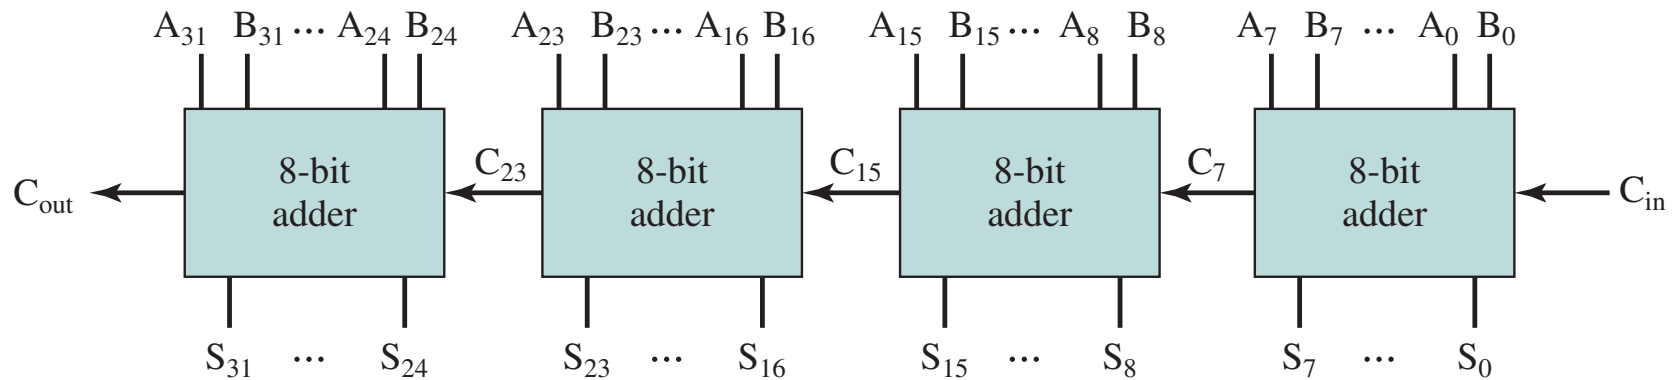 A₃₁ B₃₁ ... A₂₄ B₂₄ A₂₃ B₂₃ ... A₁₆ B₁₆ A₁₅ B₁₅ ... A₈ B₈ A₇ B₇ ... A₀ B₀
C_out 8-bit adder C₂₃ 8-bit adder C₁₅ 8-bit adder C₇ 8-bit adder C_in
S₃₁ ... S₂₄ S₂₃ ... S₁₆ S₁₅ ... S₈ S₇ ... S₀